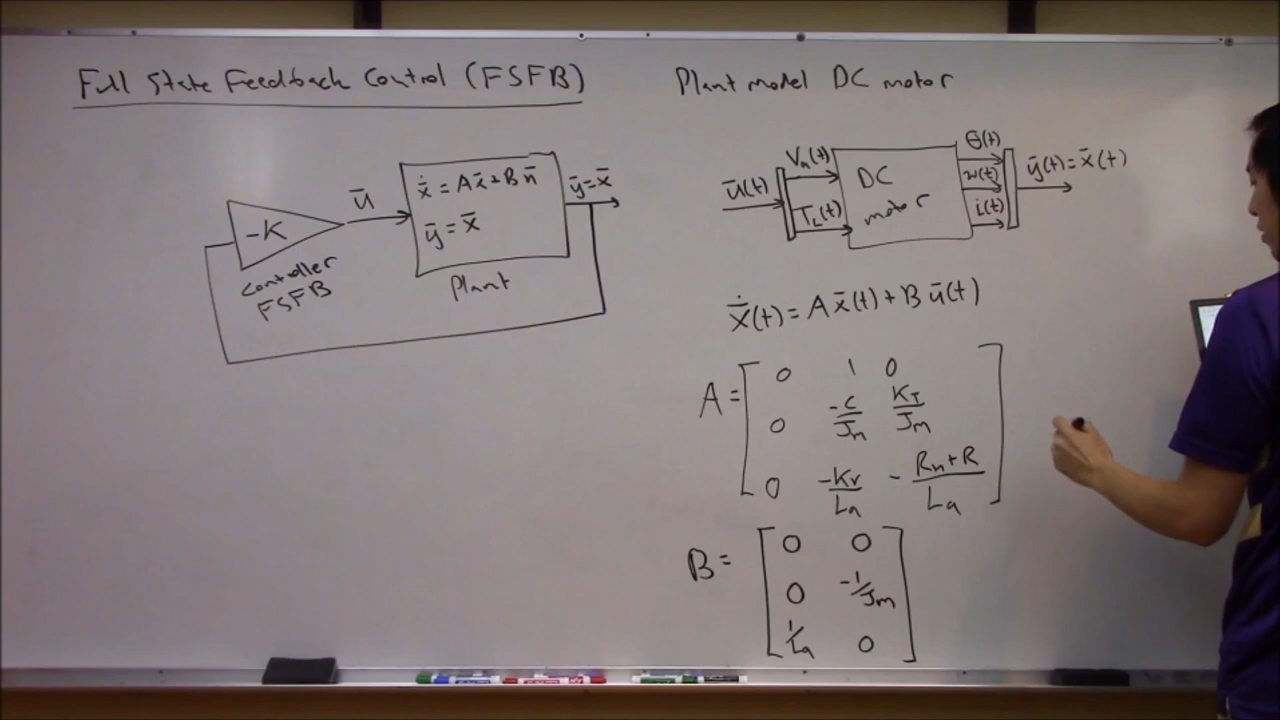 Full State Feedback Control (FSFB)
ū
ẋ = Ax̄ + Bū
ȳ = x̄
ȳ = x̄
-K
Controller
FSFB
Plant
Plant model DC motor
ū(t)
Va(t)
TL(t)
DC
motor
θ(t)
w(t)
i(t)
ȳ(t) = x̄(t)
ẋ̄(t) = Ax̄(t) + Bū(t)
A = [ 0 1 0
0 -c/Jm KT/Jm
0 -Kv/La - (Ra+R)/La ]
B = [ 0 0
0 -1/Jm
1/La 0 ]